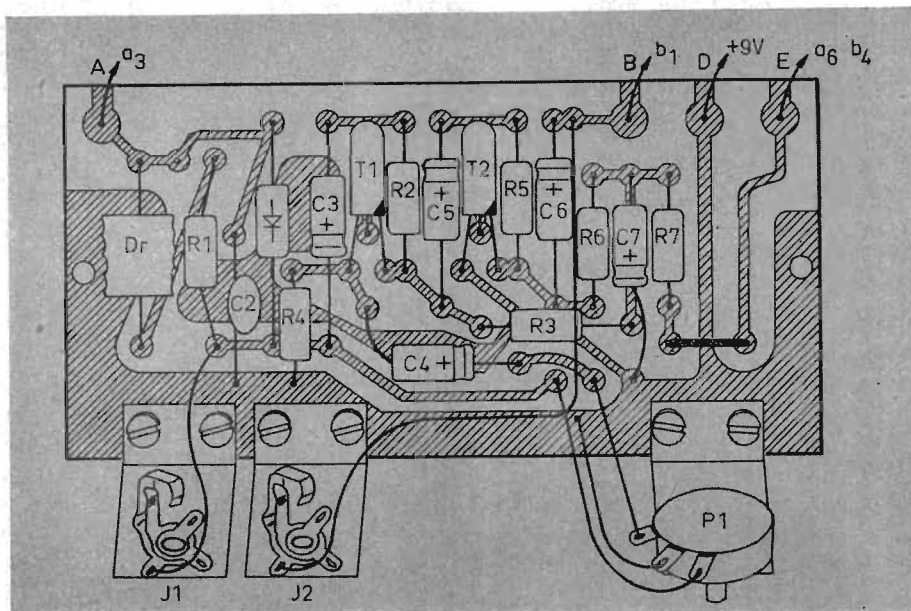 A a3 B b1 D +9V E a6 b4
T1 T2
R2 R5
C3 C5 C6 R6 C7 R7
+ + + +
Dr R1
C2 R4 R3
C4 +
P1
J1 J2